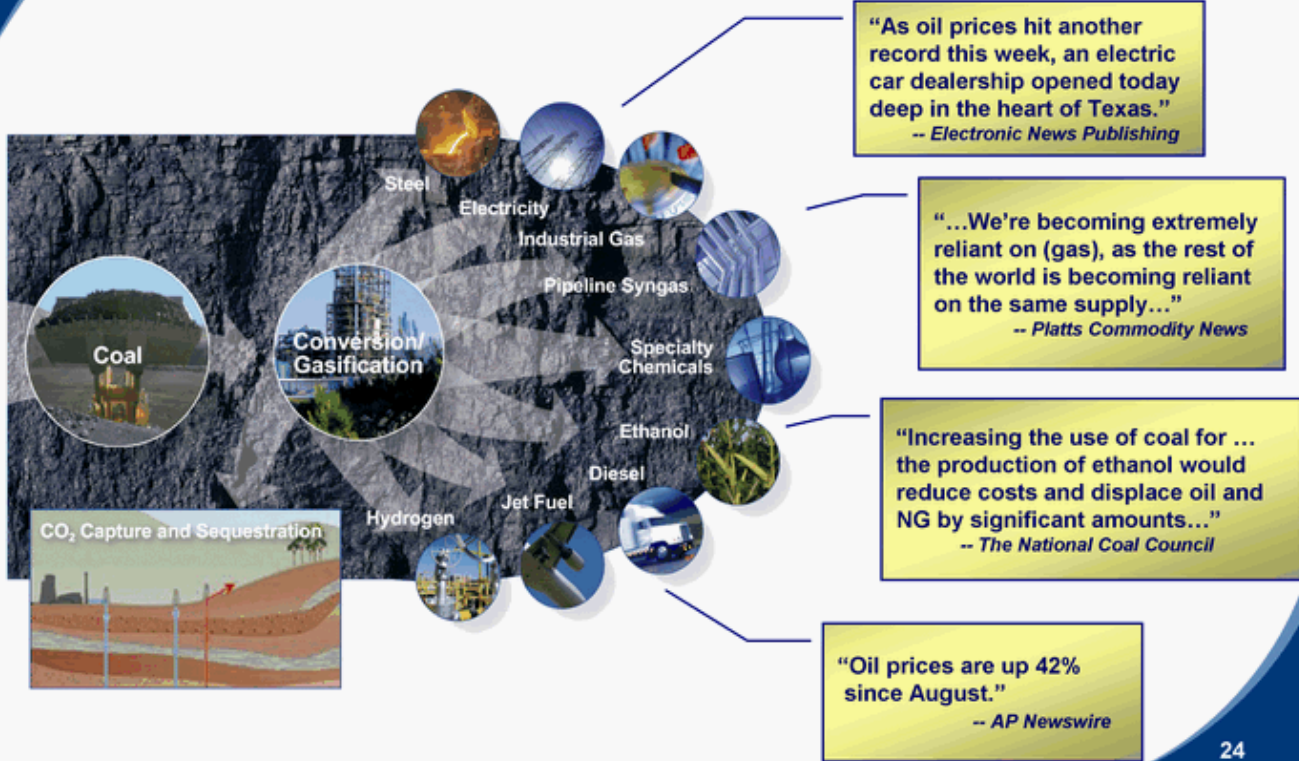 “As oil prices hit another
record this week, an electric
car dealership opened today
deep in the heart of Texas.”
-- Electronic News Publishing
“…We’re becoming extremely
reliant on (gas), as the rest of
the world is becoming reliant
on the same supply…”
-- Platts Commodity News
“Increasing the use of coal for …
the production of ethanol would
reduce costs and displace oil and
NG by significant amounts…”
-- The National Coal Council
“Oil prices are up 42%
since August.”
-- AP Newswire
Steel
Electricity
Industrial Gas
Pipeline Syngas
Specialty
Chemicals
Ethanol
Diesel
Jet Fuel
Hydrogen
Coal
Conversion/
Gasification
CO₂ Capture and Sequestration
24